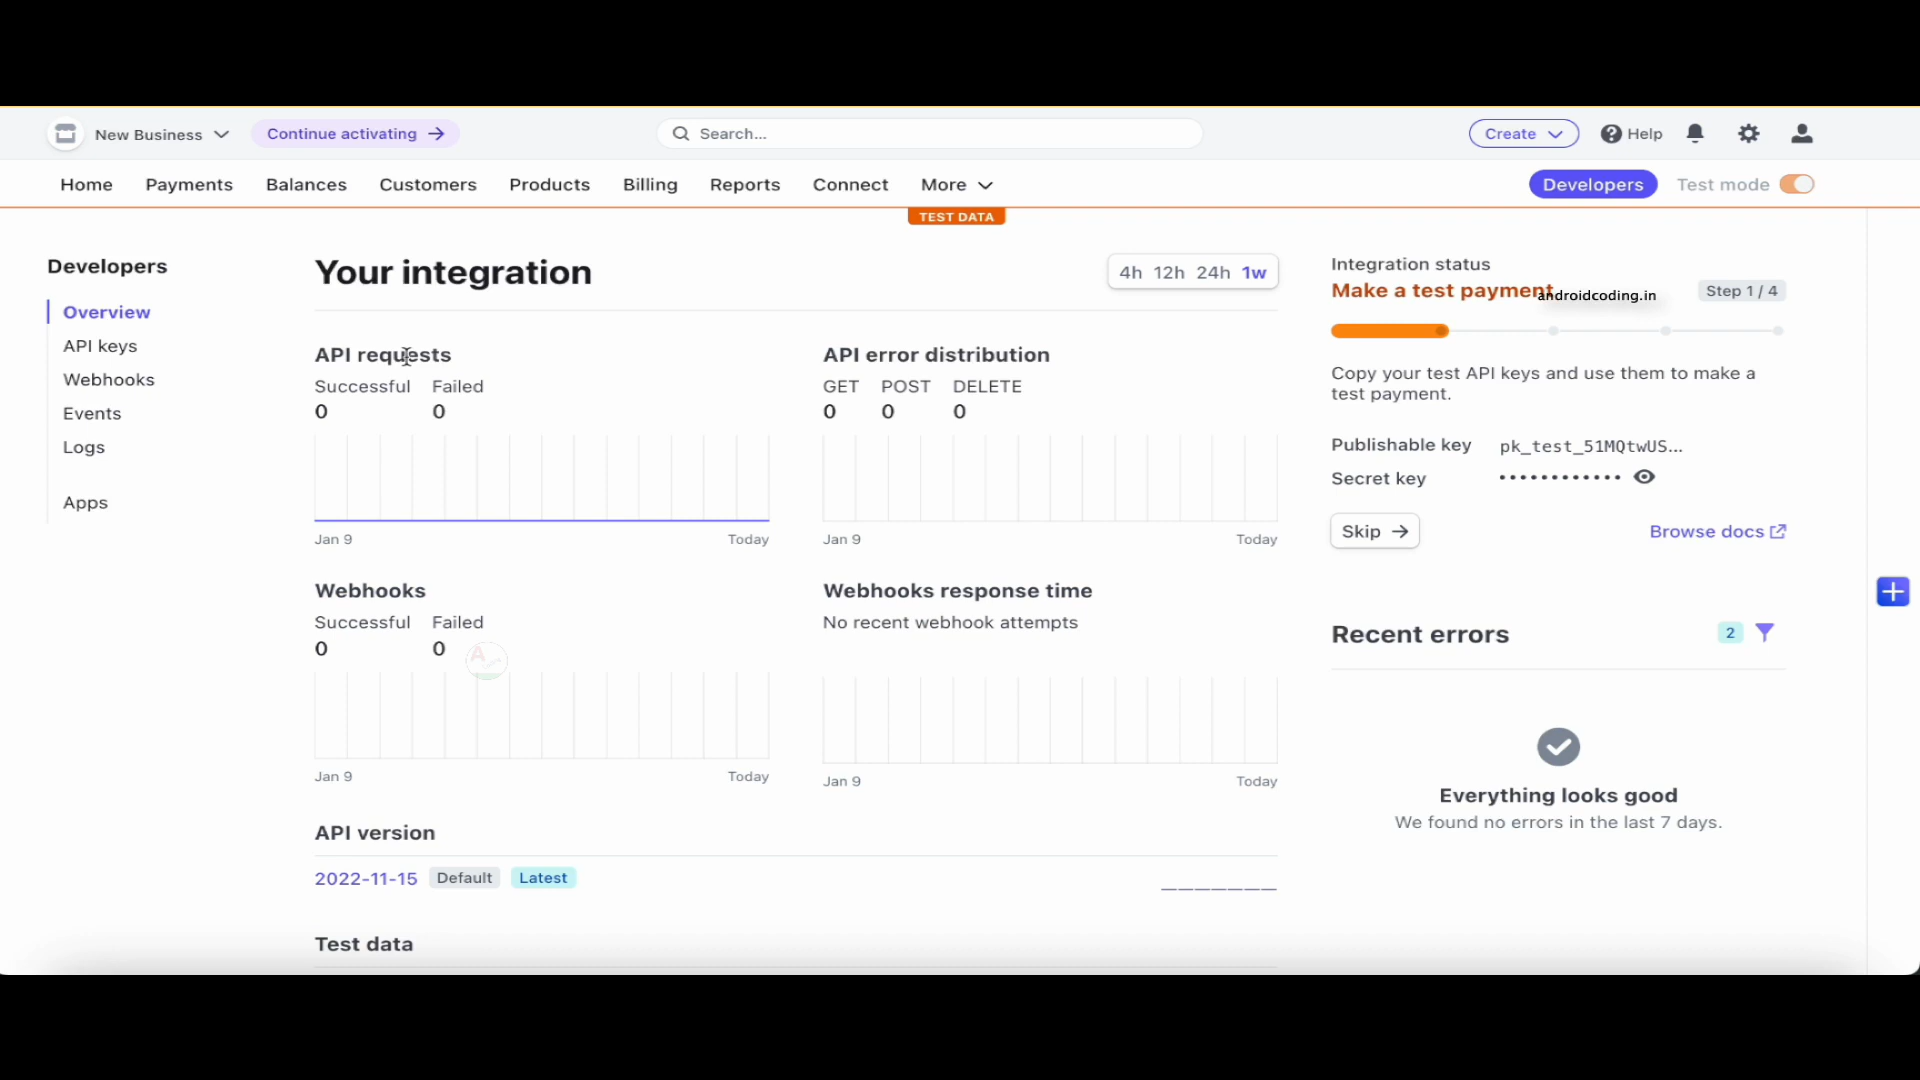 New Business
Continue activating →
Search...
Create
Help
Home
Payments
Balances
Customers
Products
Billing
Reports
Connect
More
Developers
Test mode
TEST DATA
Developers
Overview
API keys
Webhooks
Events
Logs
Apps
Your integration
4h 12h 24h 1w
API requests
Successful Failed
0 0
Jan 9 Today
API error distribution
GET POST DELETE
0 0 0
Jan 9 Today
Webhooks
Successful Failed
0 0
Jan 9 Today
Webhooks response time
No recent webhook attempts
Jan 9 Today
API version
2022-11-15 Default Latest
Test data
Integration status
Make a test payment
androidcoding.in
Step 1 / 4
Copy your test API keys and use them to make a
test payment.
Publishable key pk_test_51MQtwUS...
Secret key ••••••••••••
Skip →
Browse docs
Recent errors
2
Everything looks good
We found no errors in the last 7 days.